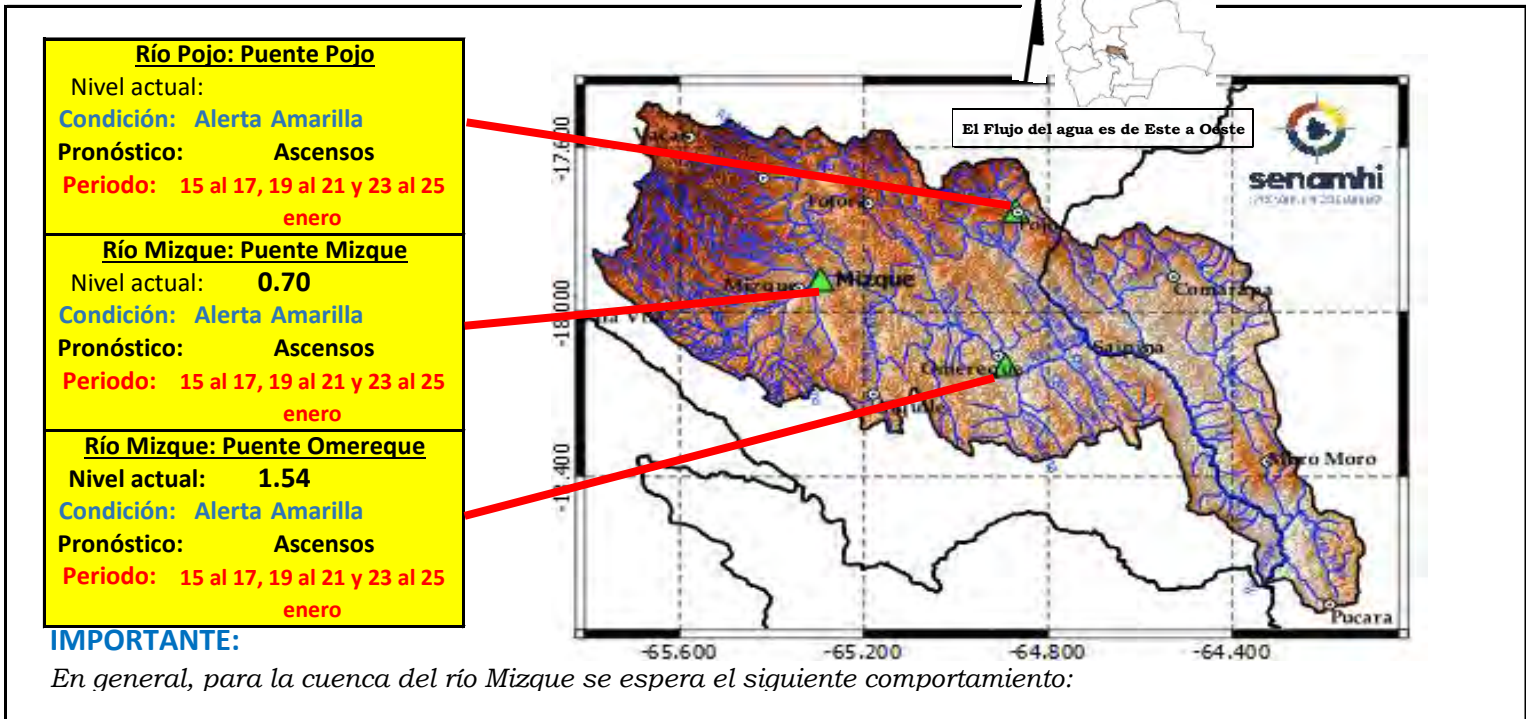 Río Pojo: Puente Pojo
Nivel actual:
Condición: Alerta Amarilla
Pronóstico: Ascensos
Periodo: 15 al 17, 19 al 21 y 23 al 25
enero
Río Mizque: Puente Mizque
Nivel actual: 0.70
Condición: Alerta Amarilla
Pronóstico: Ascensos
Periodo: 15 al 17, 19 al 21 y 23 al 25
enero
Río Mizque: Puente Omereque
Nivel actual: 1.54
Condición: Alerta Amarilla
Pronóstico: Ascensos
Periodo: 15 al 17, 19 al 21 y 23 al 25
enero
El Flujo del agua es de Este a Oeste
senamhi
-17.600
Pojo
Mizque
Mizque
Comarapa
-18.000
Saipina
Omereque
Moro Moro
Pucara
-65.600
-65.200
-64.800
-64.400
IMPORTANTE:
En general, para la cuenca del río Mizque se espera el siguiente comportamiento: